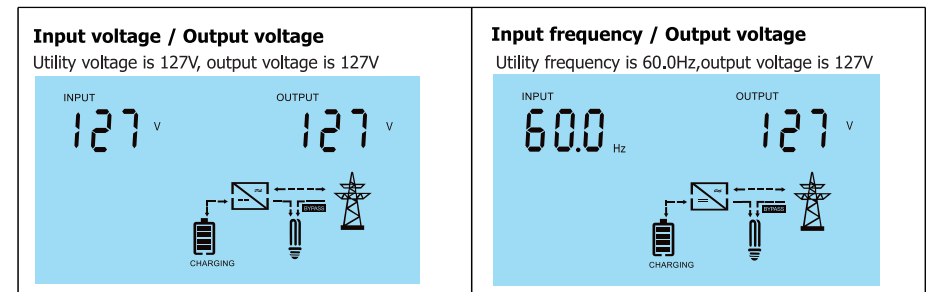 Input voltage / Output voltage
Utility voltage is 127V, output voltage is 127V
INPUT OUTPUT
127 V 127 V
BYPASS
CHARGING
Input frequency / Output voltage
Utility frequency is 60.0Hz,output voltage is 127V
INPUT OUTPUT
60.0 Hz 127 V
BYPASS
CHARGING